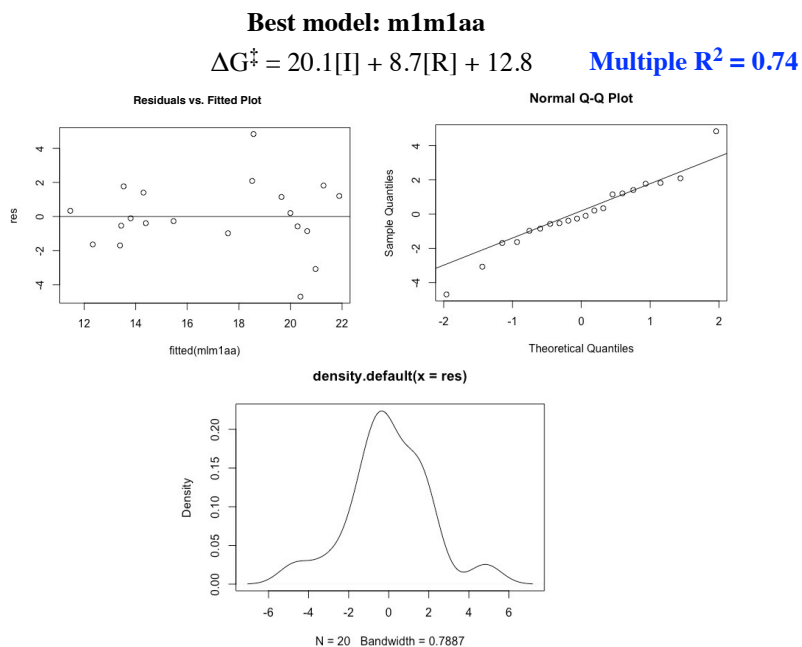 Best model: m1m1aa
ΔG‡ = 20.1[I] + 8.7[R] + 12.8 Multiple R² = 0.74
Residuals vs. Fitted Plot
res
4
2
0
-2
-4
12 14 16 18 20 22
fitted(mlm1aa)
Normal Q-Q Plot
Sample Quantiles
4
2
0
-2
-4
-2 -1 0 1 2
Theoretical Quantiles
density.default(x = res)
Density
0.20
0.15
0.10
0.05
0.00
-6 -4 -2 0 2 4 6
N = 20 Bandwidth = 0.7887